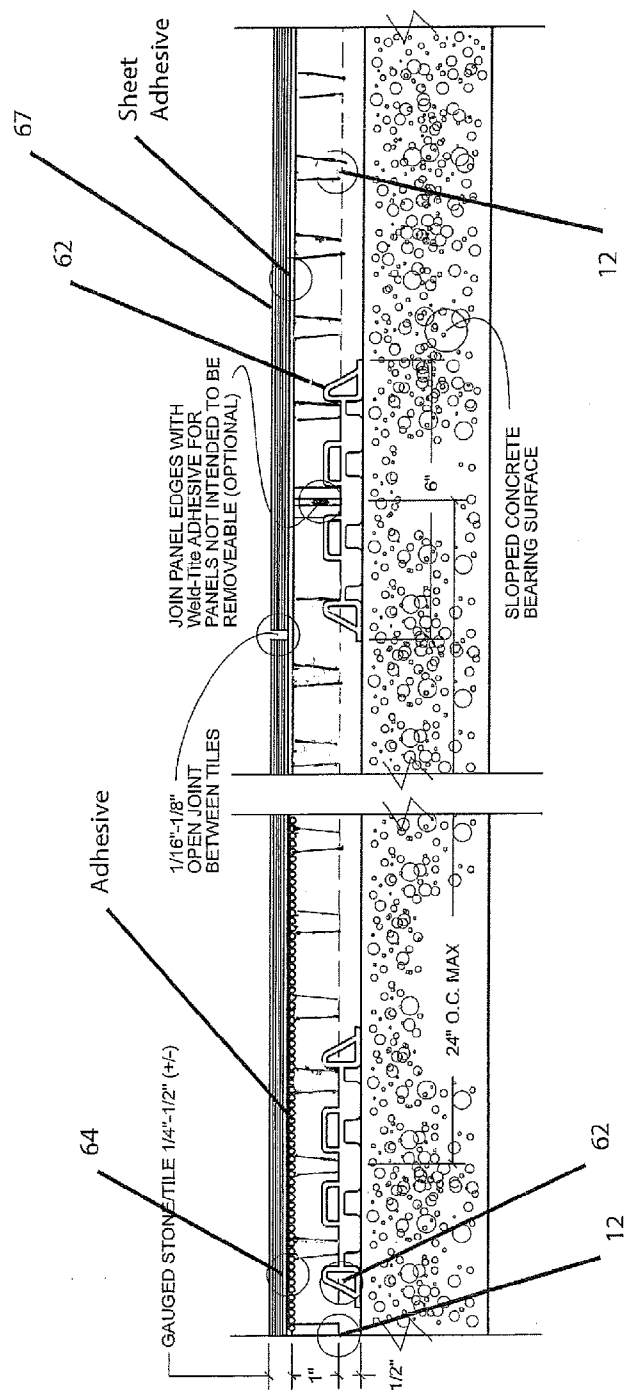 GAUGED STONE/TILE 1/4"-1/2" (+/-)
64
Adhesive
1/16"-1/8"
OPEN JOINT
BETWEEN TILES
JOIN PANEL EDGES WITH
Weld-Tite ADHESIVE FOR
PANELS NOT INTENDED TO BE
REMOVEABLE (OPTIONAL)
62
67
Sheet
Adhesive
1"
1/2"
12
62
24" O.C. MAX
6"
SLOPPED CONCRETE
BEARING SURFACE
12